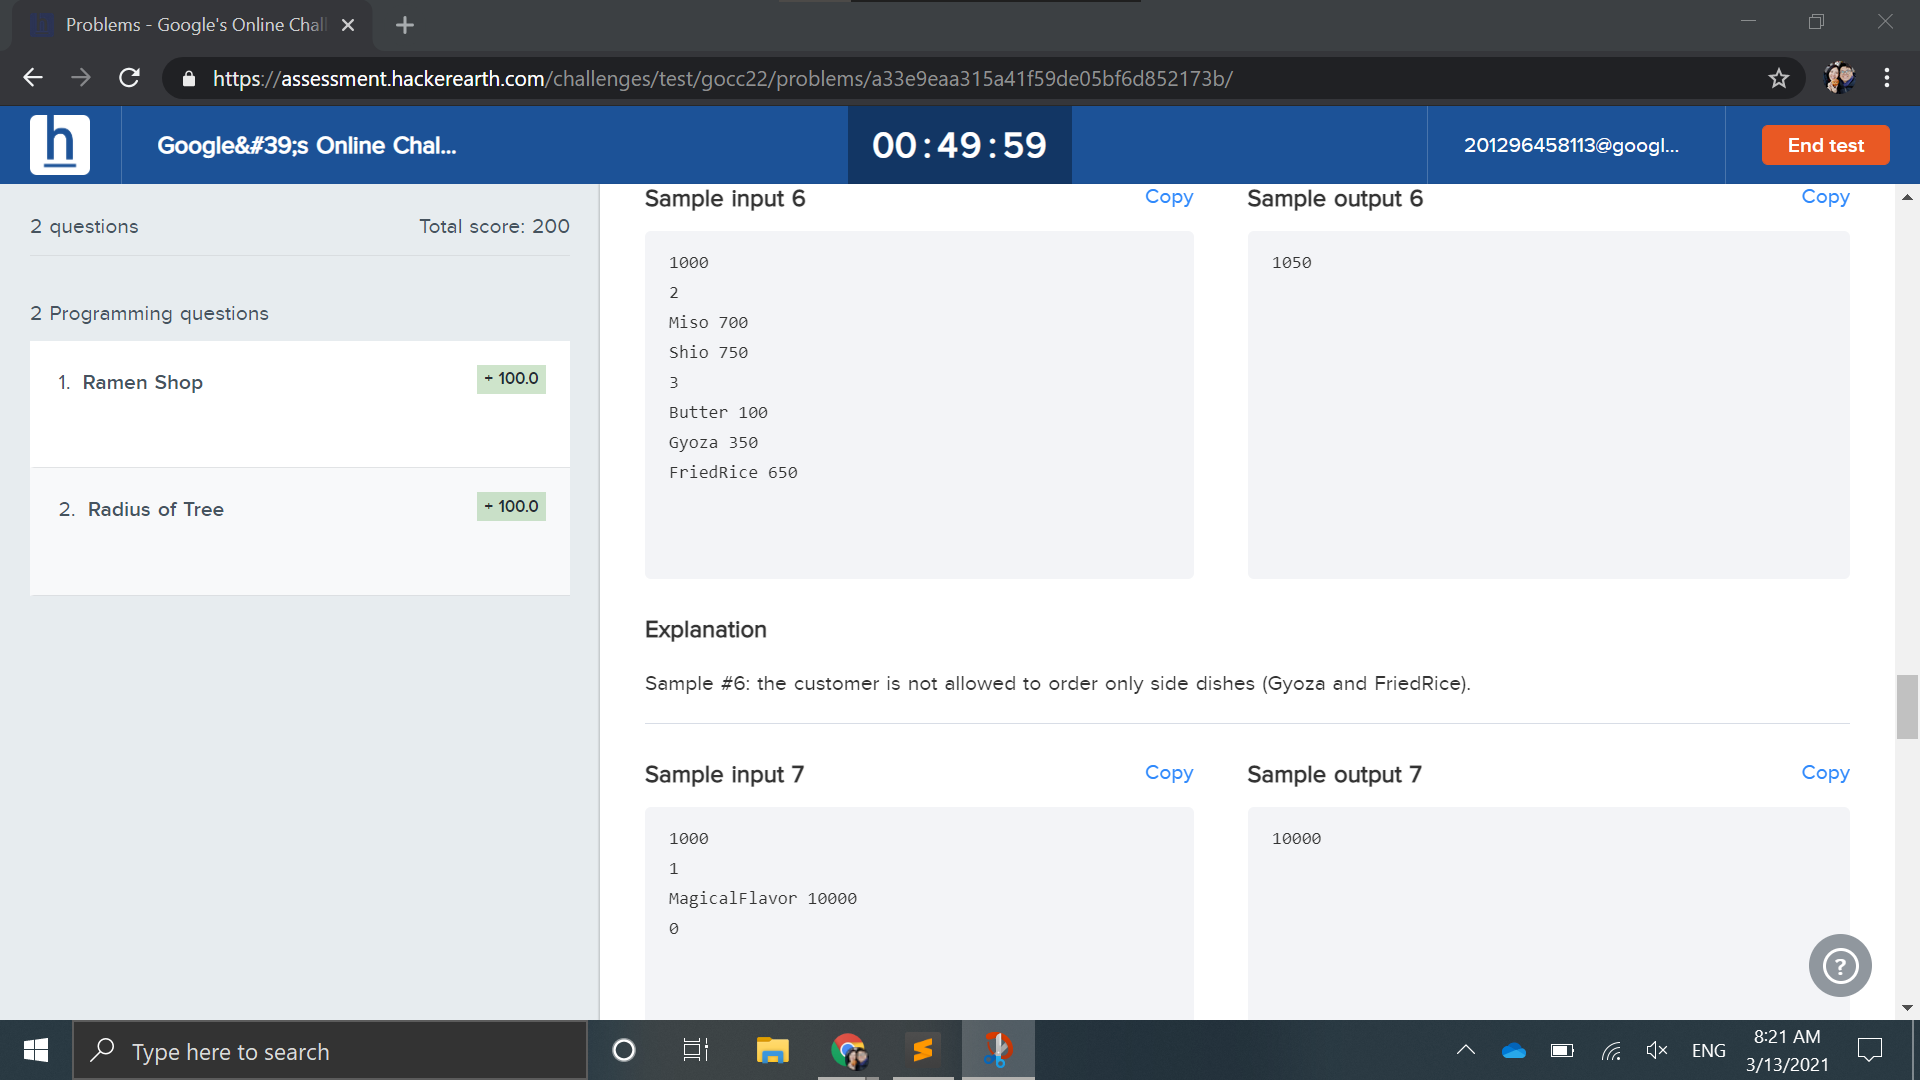 Problems - Google's Online Chall
https://assessment.hackerearth.com/challenges/test/gocc22/problems/a33e9eaa315a41f59de05bf6d852173b/
h
Google&#39;s Online Chal...
00:49:59
201296458113@googl...
End test
2 questions
Total score: 200
2 Programming questions
1. Ramen Shop
+ 100.0
2. Radius of Tree
+ 100.0
Sample input 6
Copy
Sample output 6
Copy
1000
2
Miso 700
Shio 750
3
Butter 100
Gyoza 350
FriedRice 650
1050
Explanation
Sample #6: the customer is not allowed to order only side dishes (Gyoza and FriedRice).
Sample input 7
Copy
Sample output 7
Copy
1000
1
MagicalFlavor 10000
0
10000
?
Type here to search
ENG
8:21 AM
3/13/2021